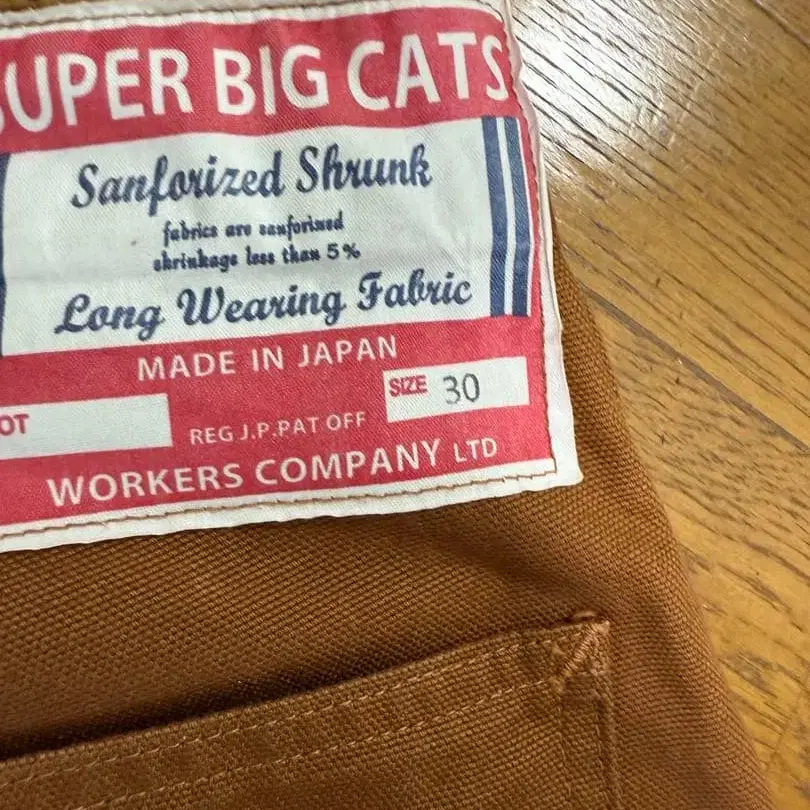 SUPER BIG CATS
Sanforized Shrunk
fabrics are sanforized
shrinkage less than 5%
Long Wearing Fabric
MADE IN JAPAN
OT
SIZE 30
REG J.P.PAT OFF
WORKERS COMPANY LTD